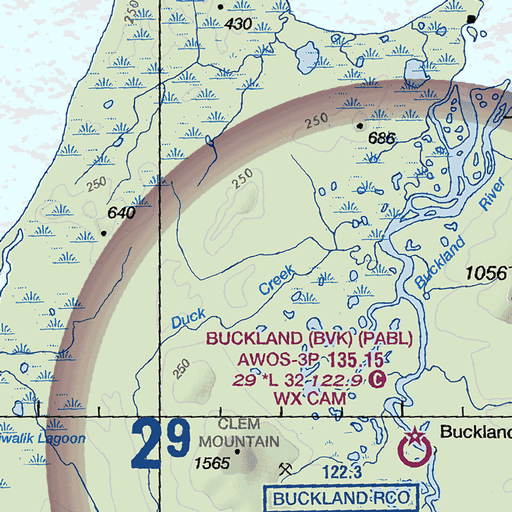 250
430
250
686
250
250
640
River
Buckland
1056
Creek
Duck
BUCKLAND (BVK) (PABL)
AWOS-3P 135.15
29 *L 32 122.9 C
WX CAM
250
29
CLEM
MOUNTAIN
1565
Lagoon
Buckland
122.3
BUCKLAND RCO